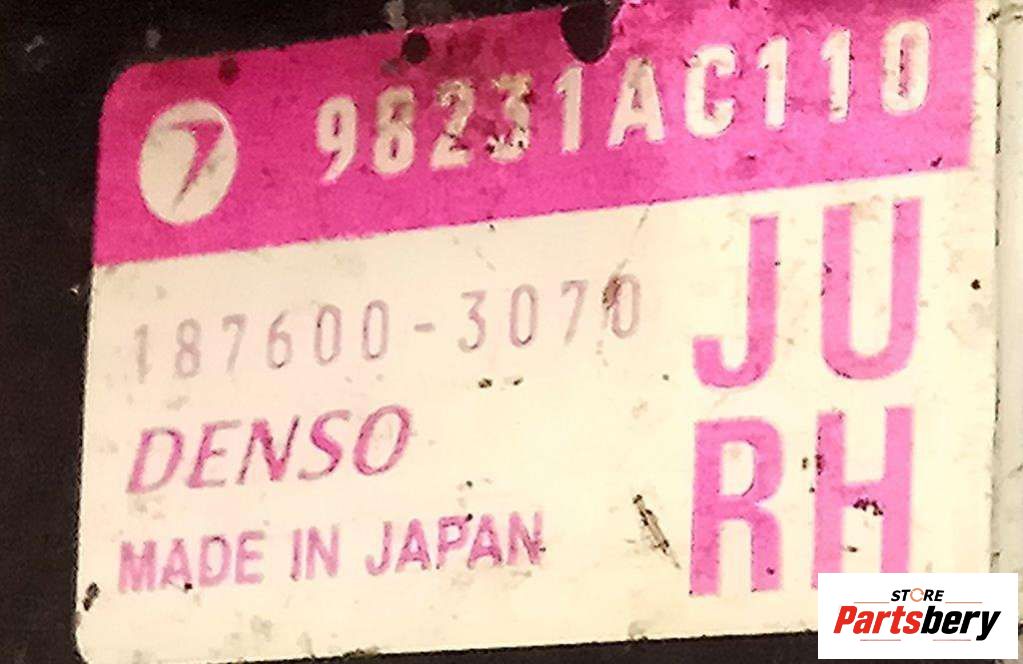 98231AC110
187600-3070
JU
DENSO
RH
MADE IN JAPAN
STORE
Partsbery